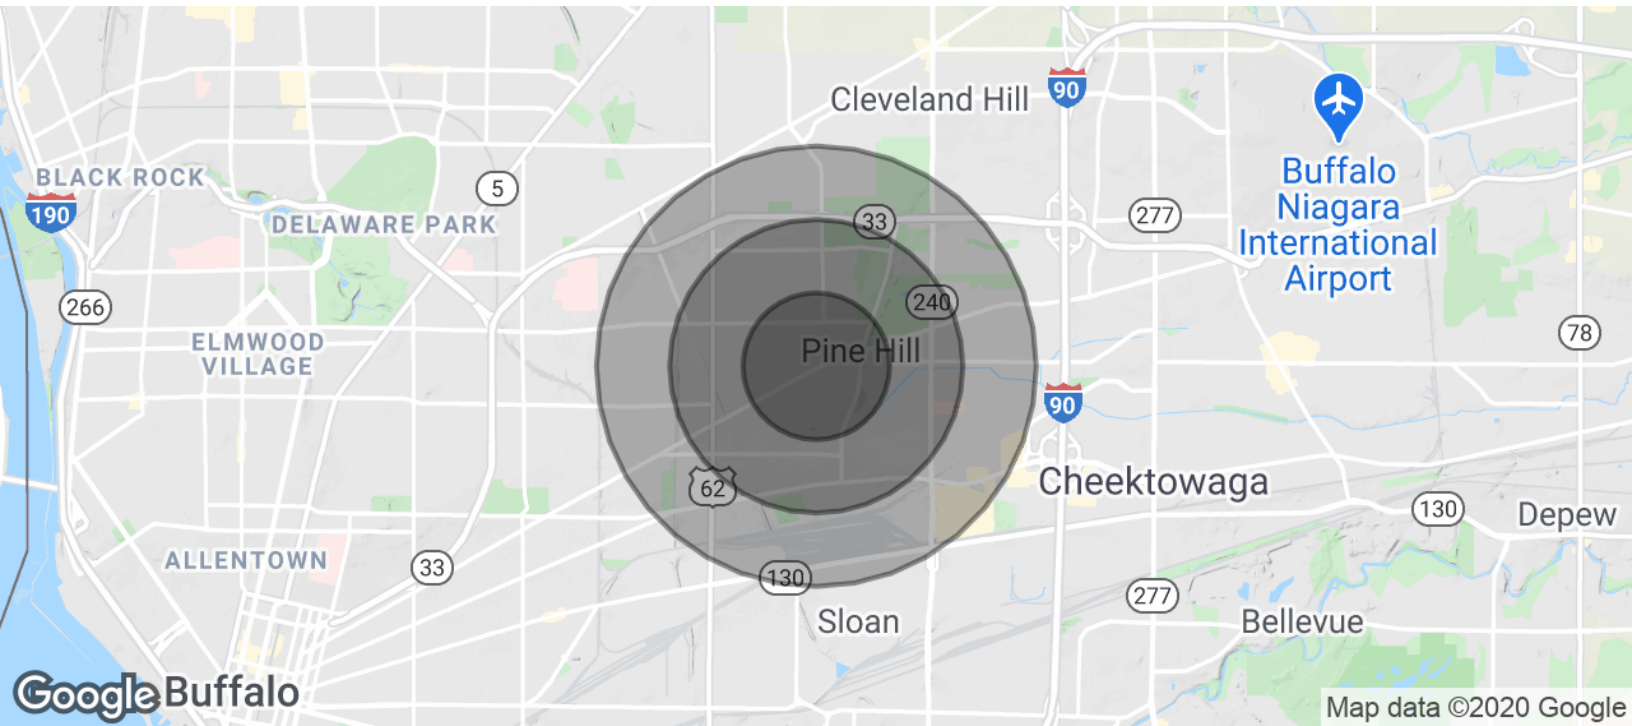 Cleveland Hill
90
Buffalo
Niagara
International
Airport
BLACK ROCK
190
5
DELAWARE PARK
33
277
266
240
ELMWOOD
VILLAGE
Pine Hill
78
90
62
Cheektowaga
130
Depew
ALLENTOWN
33
130
277
Sloan
Bellevue
Google
Buffalo
Map data ©2020 Google